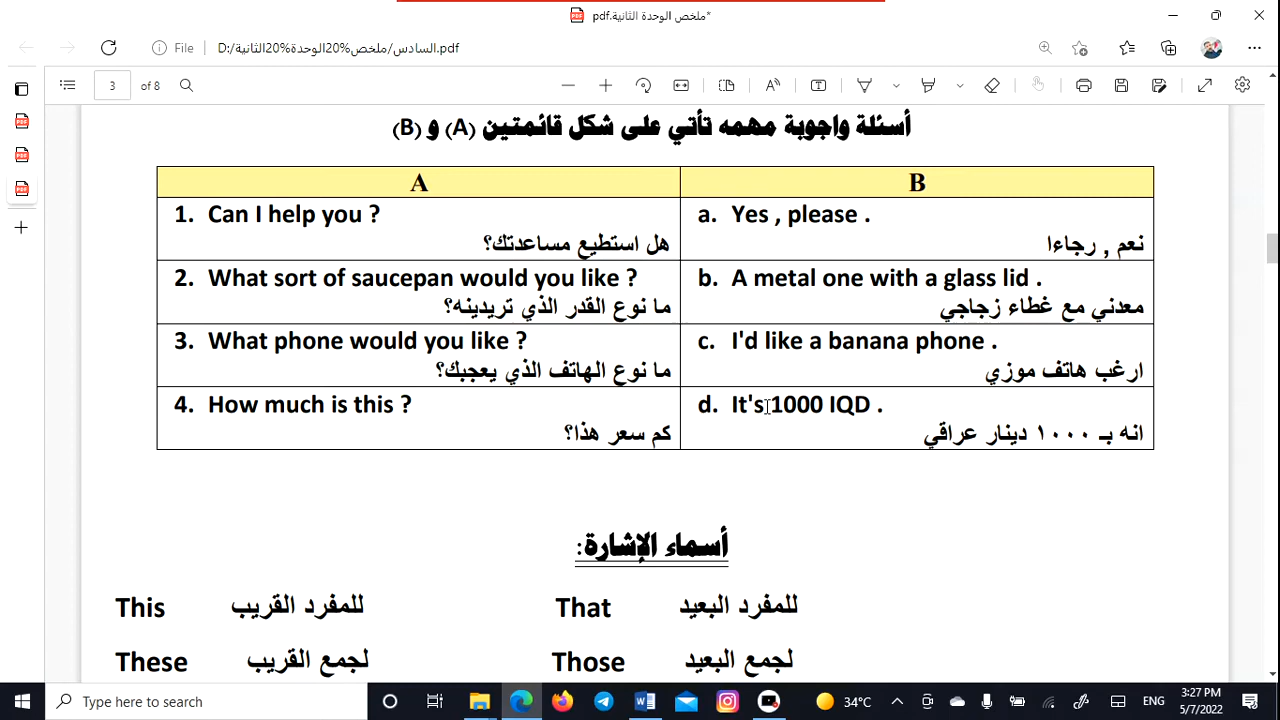 ملخص الوحدة الثانية.pdf*
File
D:/السادس/ملخص%20الوحدة%20الثانية.pdf
3 of 8
أسئلة واجوبة مهمه تأتي على شكل قائمتين (A) و (B)
A
B
1. Can I help you ?
هل استطيع مساعدتك؟
a. Yes , please .
نعم , رجاءا
2. What sort of saucepan would you like ?
ما نوع القدر الذي تريدينه؟
b. A metal one with a glass lid .
معدني مع غطاء زجاجي
3. What phone would you like ?
ما نوع الهاتف الذي يعجبك؟
c. I'd like a banana phone .
ارغب هاتف موزي
4. How much is this ?
كم سعر هذا؟
d. It's 1000 IQD .
انه بـ ١٠٠٠ دينار عراقي
أسماء الإشارة:
This للمفرد القريب That للمفرد البعيد
These لجمع القريب Those لجمع البعيد
Type here to search
34°C
ENG
3:27 PM
5/7/2022